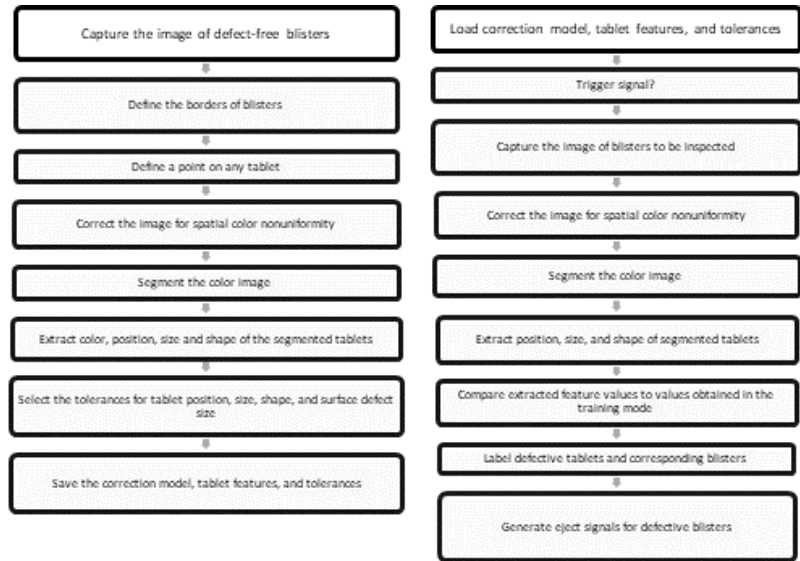 Capture the image of defect-free blisters
Define the borders of blisters
Define a point on any tablet
Correct the image for spatial color nonuniformity
Segment the color image
Extract color, position, size and shape of the segmented tablets
Select the tolerances for tablet position, size, shape, and surface defect
size
Save the correction model, tablet features, and tolerances
Load correction model, tablet features, and tolerances
Trigger signal?
Capture the image of blisters to be inspected
Correct the image for spatial color nonuniformity
Segment the color image
Extract position, size, and shape of segmented tablets
Compare extracted feature values to values obtained in the
training mode
Label defective tablets and corresponding blisters
Generate eject signals for defective blisters